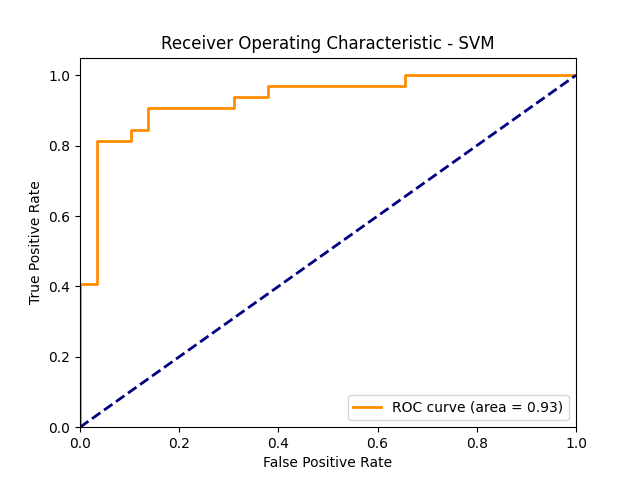 Receiver Operating Characteristic - SVM
True Positive Rate
1.0
0.8
0.6
0.4
0.2
0.0
ROC curve (area = 0.93)
0.0 0.2 0.4 0.6 0.8 1.0
False Positive Rate